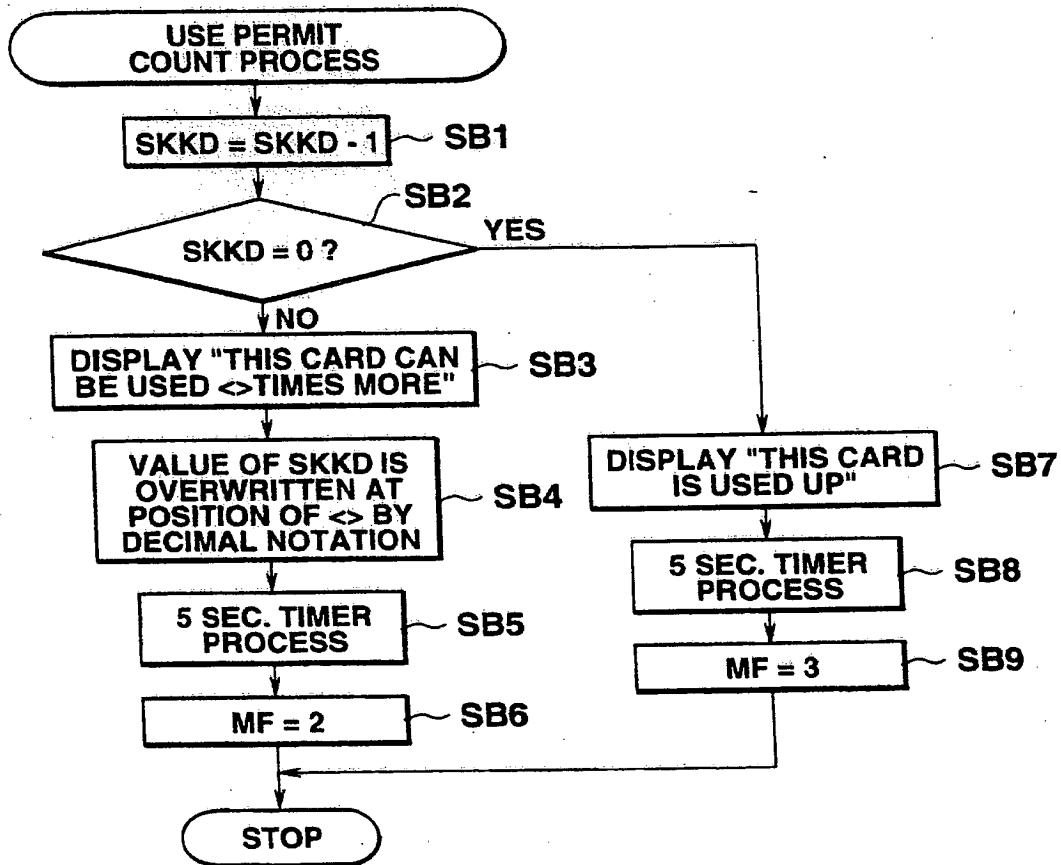 USE PERMIT
COUNT PROCESS
SKKD = SKKD - 1
SB1
SB2
SKKD = 0 ?
YES
NO
DISPLAY "THIS CARD CAN
BE USED <>TIMES MORE"
SB3
VALUE OF SKKD IS
OVERWRITTEN AT
POSITION OF <> BY
DECIMAL NOTATION
SB4
5 SEC. TIMER
PROCESS
SB5
MF = 2
SB6
DISPLAY "THIS CARD
IS USED UP"
SB7
5 SEC. TIMER
PROCESS
SB8
MF = 3
SB9
STOP